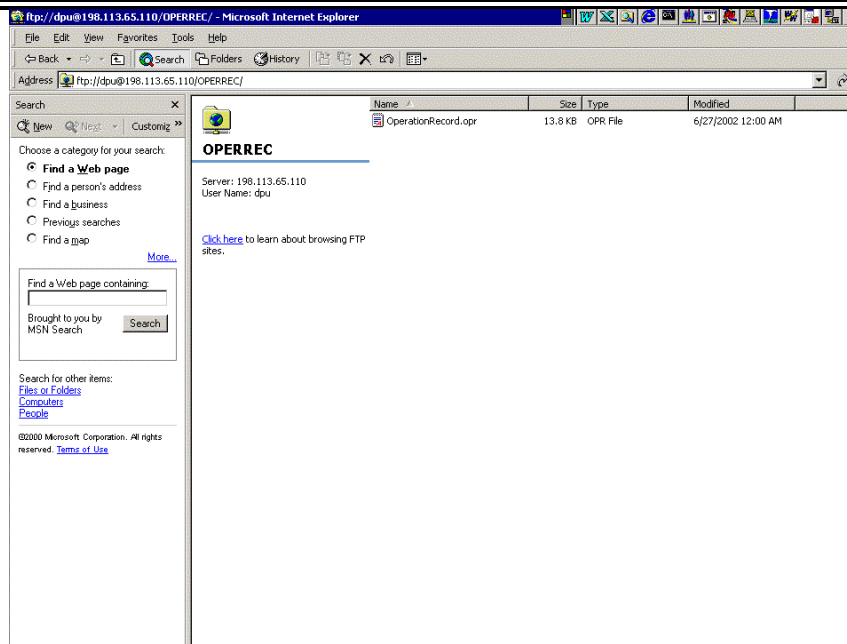 ftp://dpu@198.113.65.110/OPERREC/ - Microsoft Internet Explorer
File Edit View Favorites Tools Help
Back Search Folders History
Address ftp://dpu@198.113.65.110/OPERREC/
Search
New Next Customiz
Choose a category for your search:
Find a Web page
Find a person's address
Find a business
Previous searches
Find a map
More...
Find a Web page containing:
Brought to you by
MSN Search
Search
Search for other items:
Files or Folders
Computers
People
©2000 Microsoft Corporation. All rights
reserved. Terms of Use
OPERREC
Server: 198.113.65.110
User Name: dpu
Click here to learn about browsing FTP
sites.
Name Size Type Modified
OperationRecord.opr 13.8 KB OPR File 6/27/2002 12:00 AM